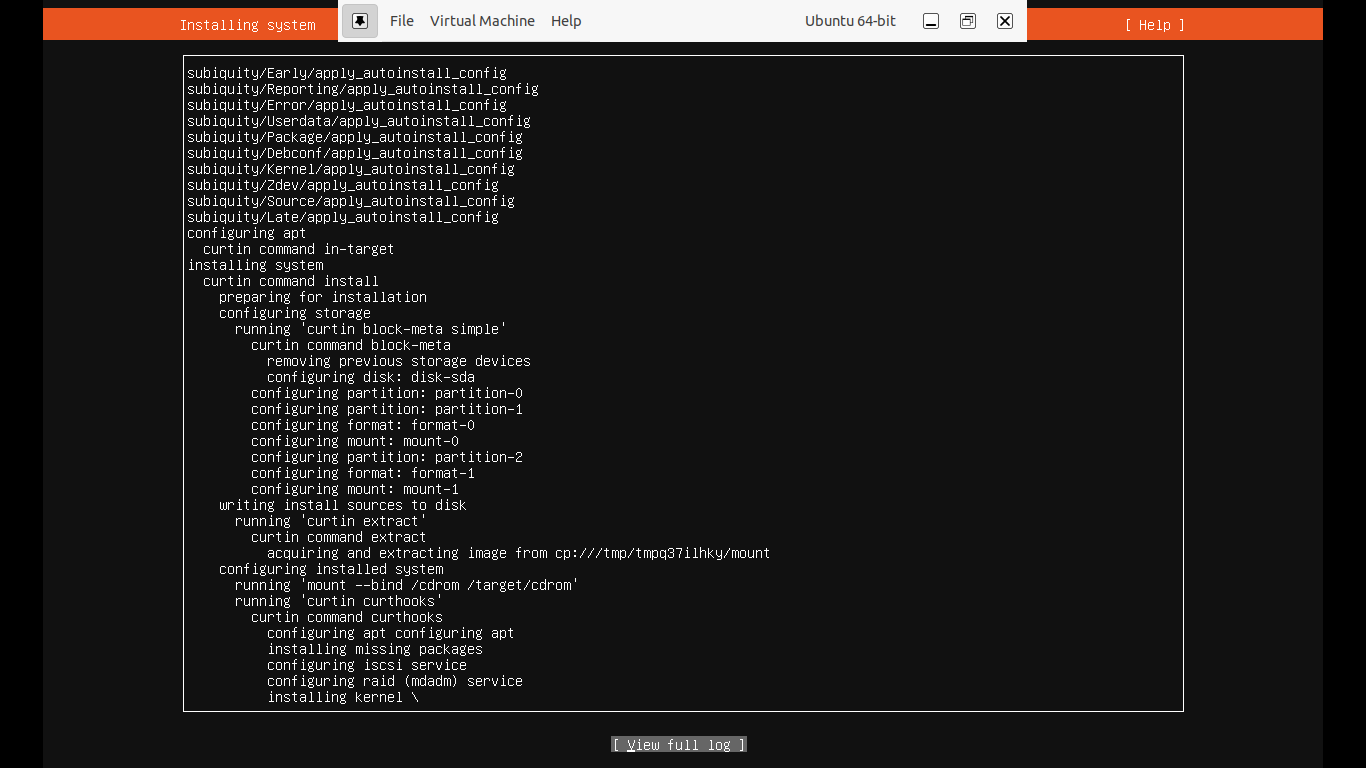 Installing system
File Virtual Machine Help Ubuntu 64-bit
[ Help ]
subiquity/Early/apply_autoinstall_config
subiquity/Reporting/apply_autoinstall_config
subiquity/Error/apply_autoinstall_config
subiquity/Userdata/apply_autoinstall_config
subiquity/Package/apply_autoinstall_config
subiquity/Debconf/apply_autoinstall_config
subiquity/Kernel/apply_autoinstall_config
subiquity/Zdev/apply_autoinstall_config
subiquity/Source/apply_autoinstall_config
subiquity/Late/apply_autoinstall_config
configuring apt
curtin command in-target
installing system
curtin command install
preparing for installation
configuring storage
running 'curtin block-meta simple'
curtin command block-meta
removing previous storage devices
configuring disk: disk-sda
configuring partition: partition-0
configuring partition: partition-1
configuring format: format-0
configuring mount: mount-0
configuring partition: partition-2
configuring format: format-1
configuring mount: mount-1
writing install sources to disk
running 'curtin extract'
curtin command extract
acquiring and extracting image from cp:///tmp/tmpq37ilhky/mount
configuring installed system
running 'mount --bind /cdrom /target/cdrom'
running 'curtin curthooks'
curtin command curthooks
configuring apt configuring apt
installing missing packages
configuring iscsi service
configuring raid (mdadm) service
installing kernel \
[ View full log ]